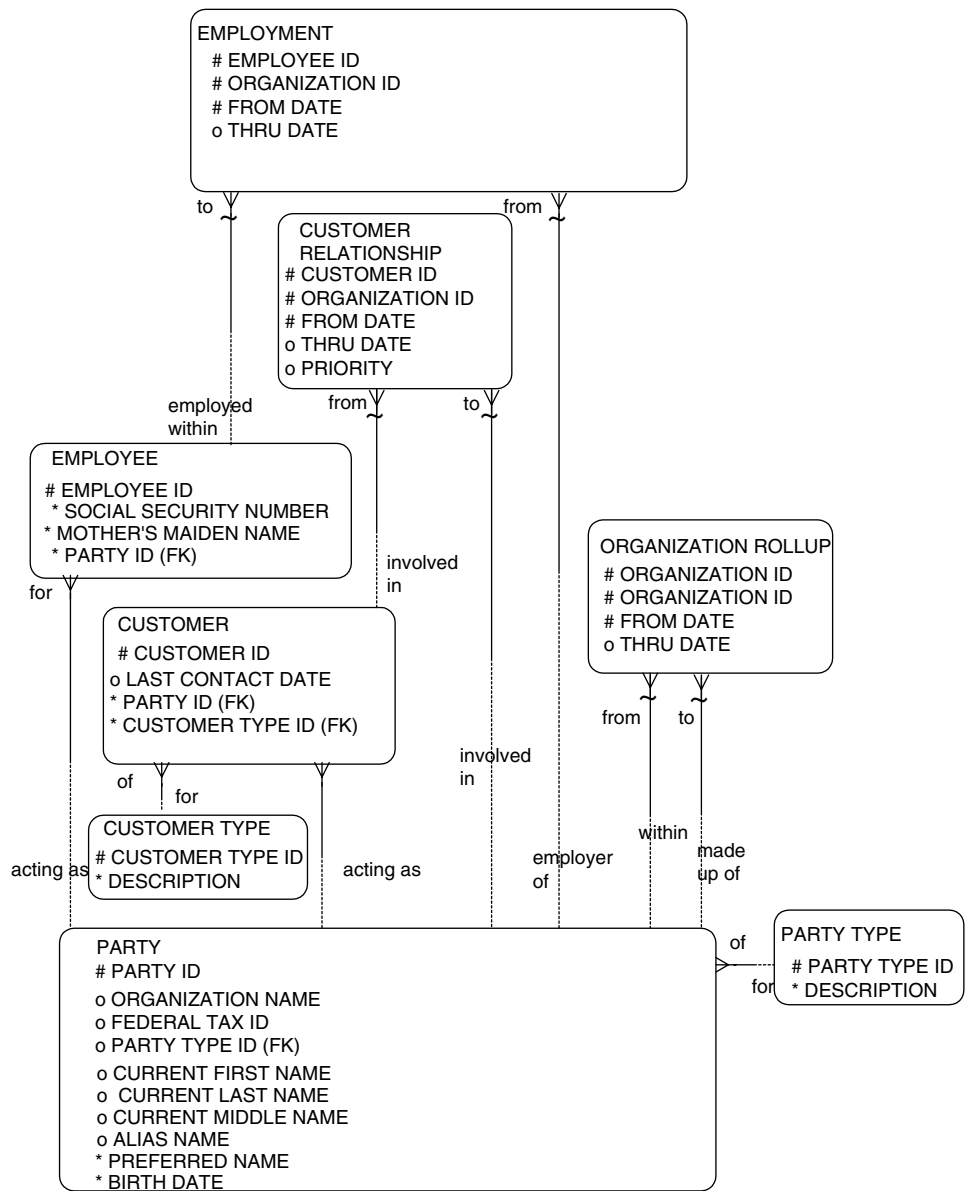 EMPLOYMENT
# EMPLOYEE ID
# ORGANIZATION ID
# FROM DATE
o THRU DATE
to
from
CUSTOMER
RELATIONSHIP
# CUSTOMER ID
# ORGANIZATION ID
# FROM DATE
o THRU DATE
o PRIORITY
from
to
employed
within
EMPLOYEE
# EMPLOYEE ID
* SOCIAL SECURITY NUMBER
* MOTHER'S MAIDEN NAME
* PARTY ID (FK)
for
involved
in
ORGANIZATION ROLLUP
# ORGANIZATION ID
# ORGANIZATION ID
# FROM DATE
o THRU DATE
from
to
CUSTOMER
# CUSTOMER ID
o LAST CONTACT DATE
* PARTY ID (FK)
* CUSTOMER TYPE ID (FK)
of
for
involved
in
CUSTOMER TYPE
# CUSTOMER TYPE ID
* DESCRIPTION
acting as
acting as
employer
of
within
made
up of
PARTY
# PARTY ID
o ORGANIZATION NAME
o FEDERAL TAX ID
o PARTY TYPE ID (FK)
o CURRENT FIRST NAME
o CURRENT LAST NAME
o CURRENT MIDDLE NAME
o ALIAS NAME
* PREFERRED NAME
* BIRTH DATE
of
for
PARTY TYPE
# PARTY TYPE ID
* DESCRIPTION